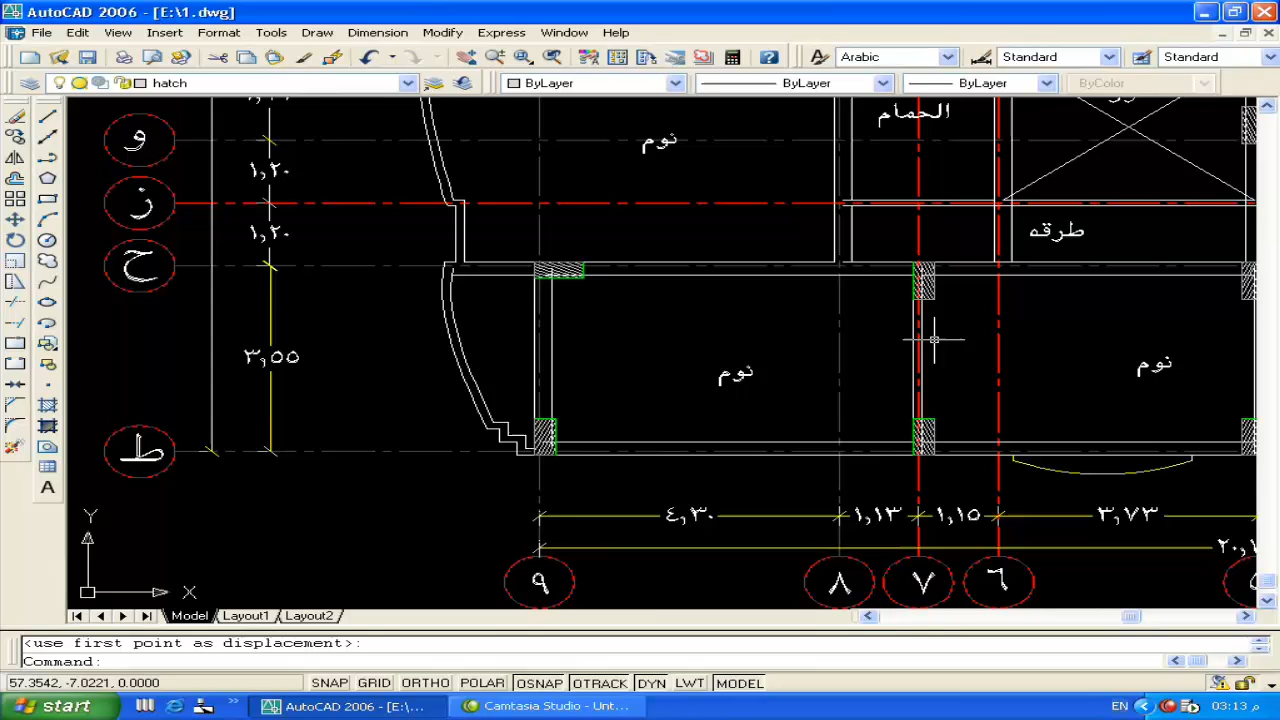 AutoCAD 2006 - [E:\1.dwg]
File Edit View Insert Format Tools Draw Dimension Modify Express Window Help
Arabic Standard Standard
hatch ByLayer ByLayer ByLayer ByColor
الحمام
و
نوم
١,٢٠
ز
١,٢٠
طرقه
ح
٣,٥٥
نوم
نوم
ط
٤,٣٠ ١,١٣ ١,١٥ ٣,٧٣
٩ ٨ ٧ ٦
Y
X
Model Layout1 Layout2
<use first point as displacement>:
Command:
57.3542, -7.0221, 0.0000 SNAP GRID ORTHO POLAR OSNAP OTRACK DYN LWT MODEL
start AutoCAD 2006 - [E:\... Camtasia Studio - Unt... EN 03:13 م